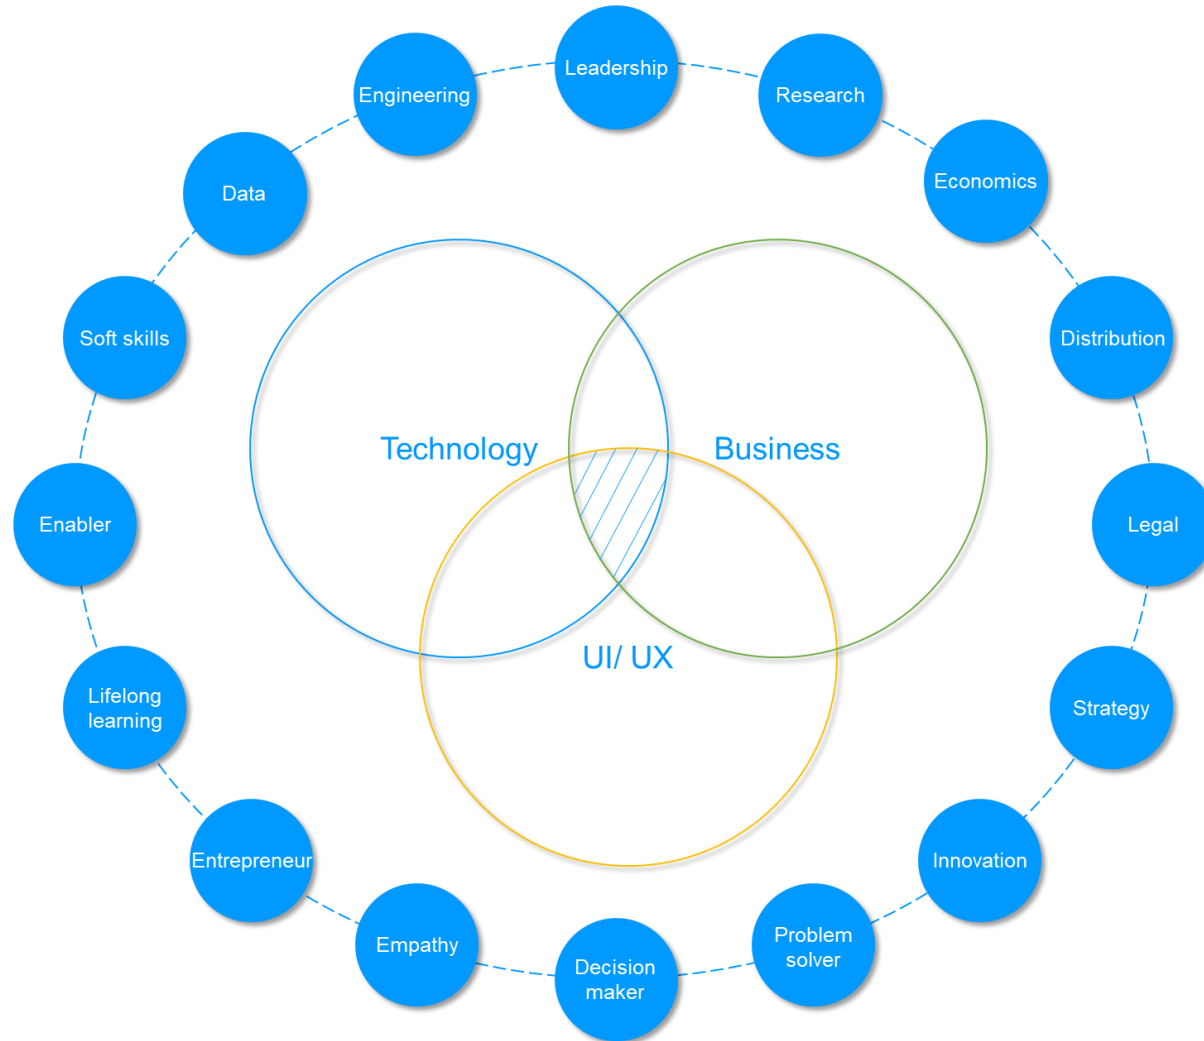 Leadership
Engineering
Research
Economics
Data
Soft skills
Distribution
Technology
Business
Enabler
Legal
UI/ UX
Lifelong
learning
Strategy
Entrepreneur
Innovation
Empathy
Problem
solver
Decision
maker